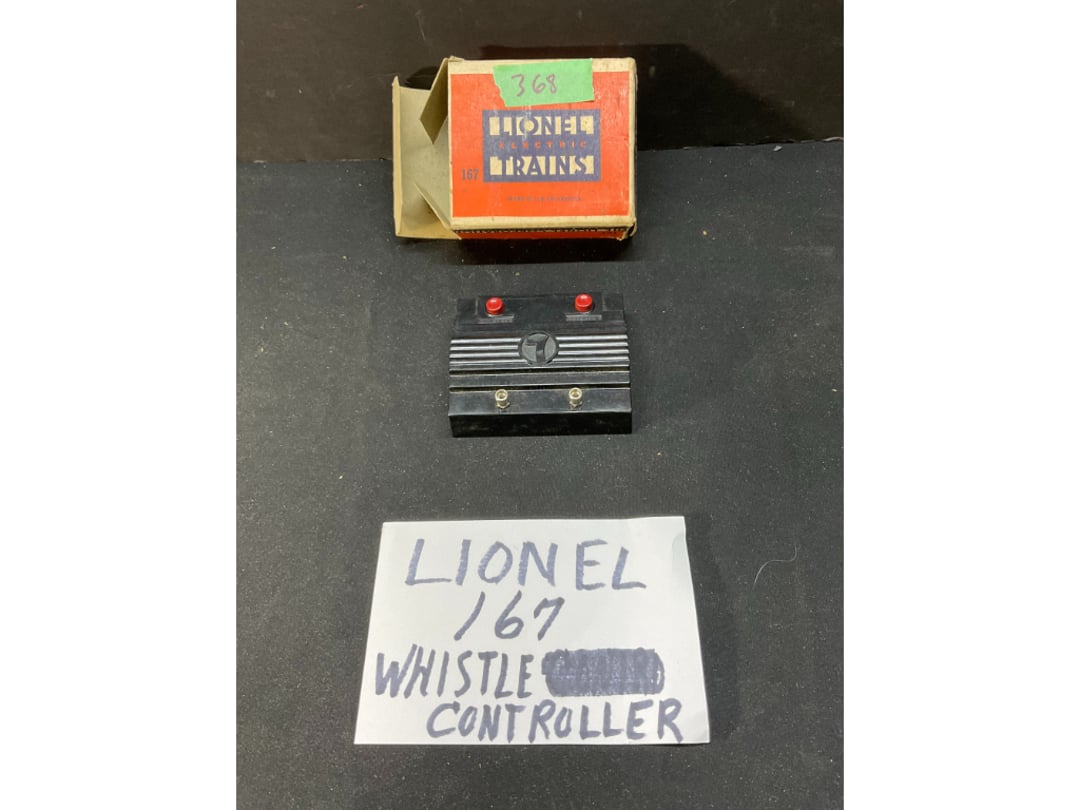 368
LIONEL
ELECTRIC
TRAINS
167
LIONEL
167
WHISTLE
CONTROLLER